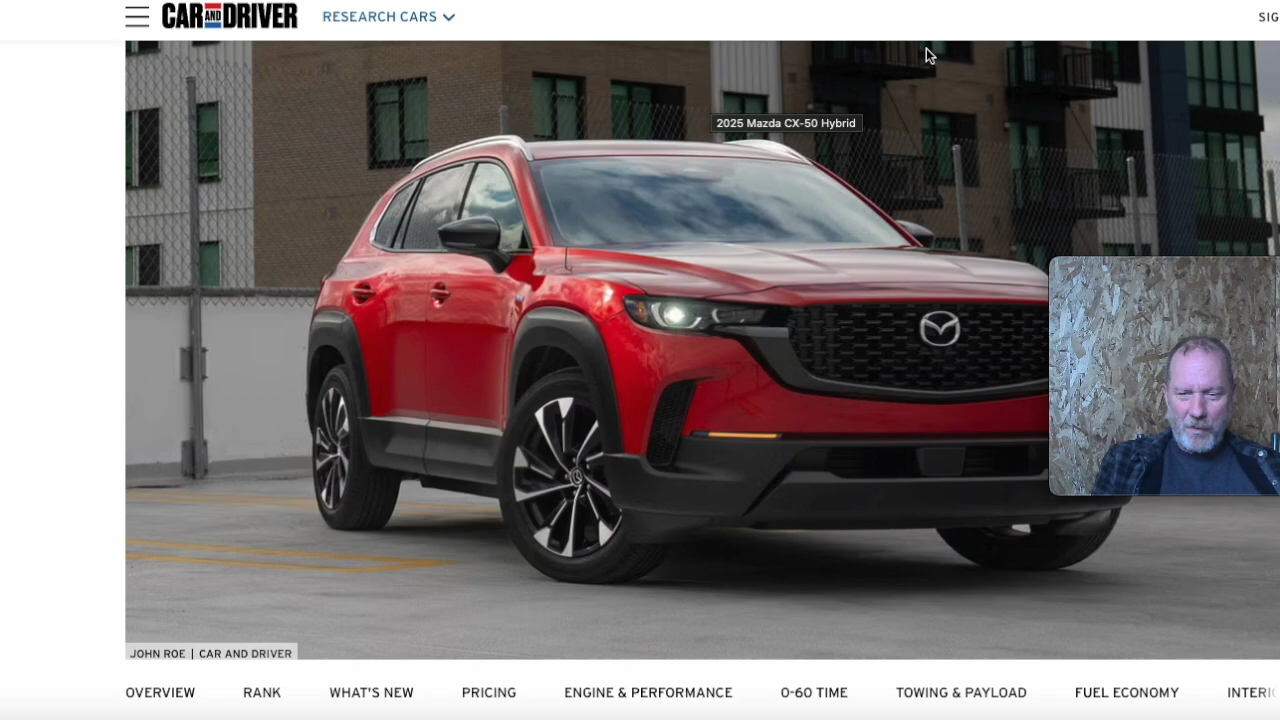 CAR AND DRIVER
RESEARCH CARS
SIG
2025 Mazda CX-50 Hybrid
JOHN ROE | CAR AND DRIVER
OVERVIEW
RANK
WHAT'S NEW
PRICING
ENGINE & PERFORMANCE
0-60 TIME
TOWING & PAYLOAD
FUEL ECONOMY
INTERI